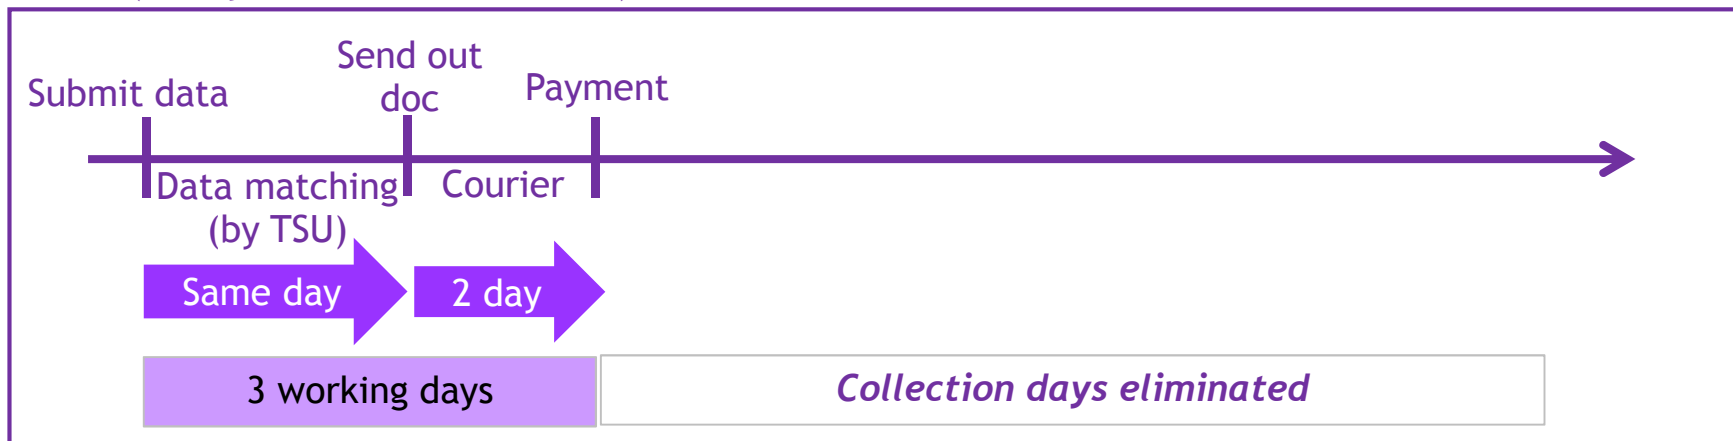 Send out
doc
Submit data
Payment
Data matching
(by TSU)
Courier
Same day
2 day
3 working days
Collection days eliminated